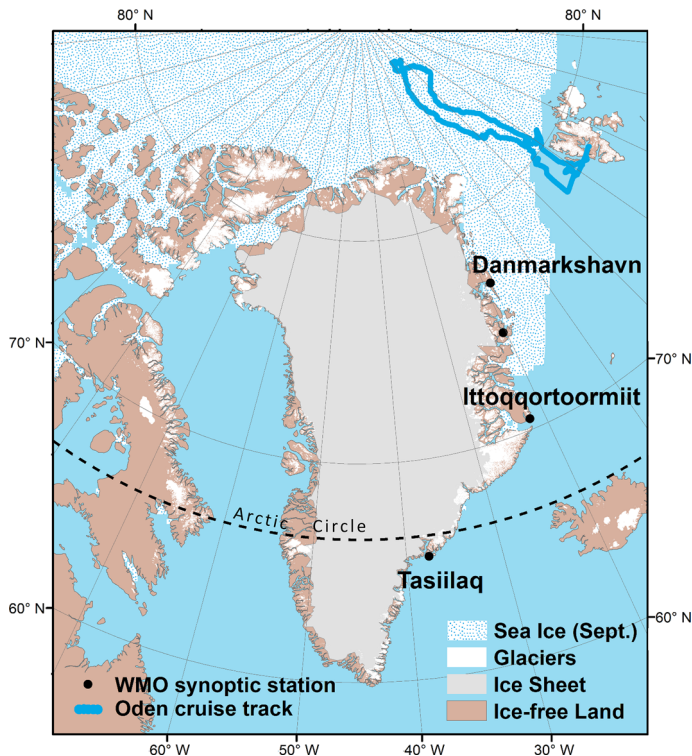 80° N
80° N
Danmarkshavn
70° N
70° N
Ittoqqortoormiit
Arctic Circle
Tasiilaq
60° N
60° N
Sea Ice (Sept.)
Glaciers
WMO synoptic station
Ice Sheet
Oden cruise track
Ice-free Land
60° W
50° W
40° W
30° W